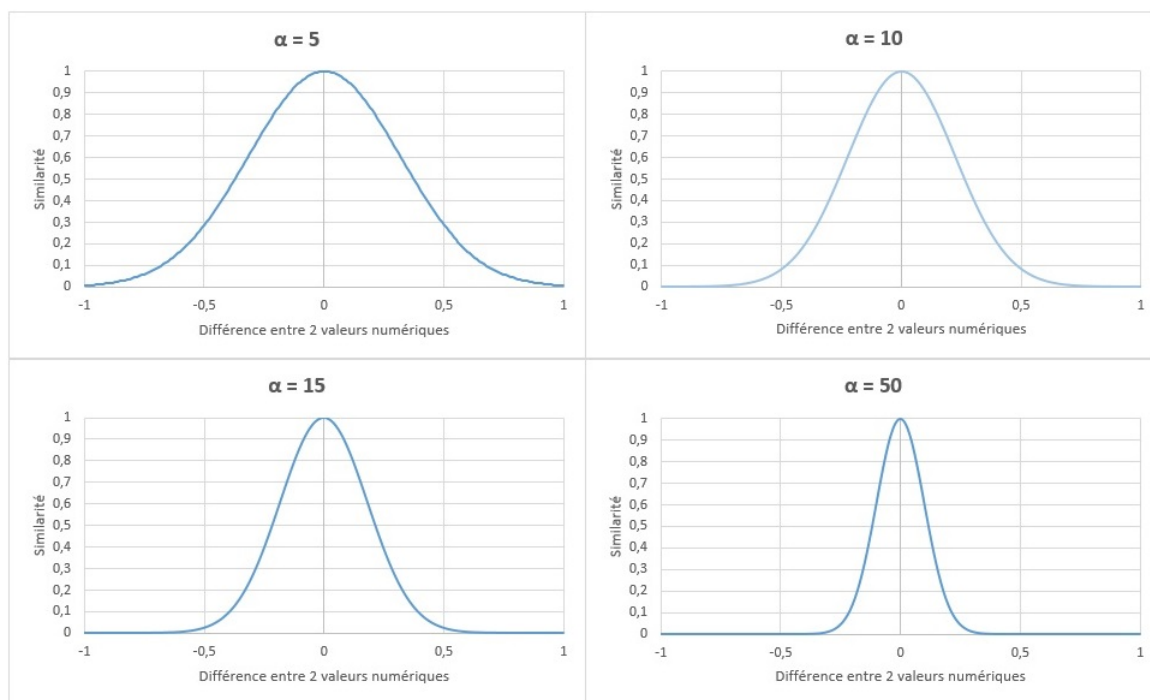 α = 5
1
0,9
0,8
0,7
0,6
0,5
0,4
0,3
0,2
0,1
0
Similarité
-1 -0,5 0 0,5 1
Différence entre 2 valeurs numériques
α = 10
1
0,9
0,8
0,7
0,6
0,5
0,4
0,3
0,2
0,1
0
Similarité
-1 -0,5 0 0,5 1
Différence entre 2 valeurs numériques
α = 15
1
0,9
0,8
0,7
0,6
0,5
0,4
0,3
0,2
0,1
0
Similarité
-1 -0,5 0 0,5 1
Différence entre 2 valeurs numériques
α = 50
1
0,9
0,8
0,7
0,6
0,5
0,4
0,3
0,2
0,1
0
Similarité
-1 -0,5 0 0,5 1
Différence entre 2 valeurs numériques